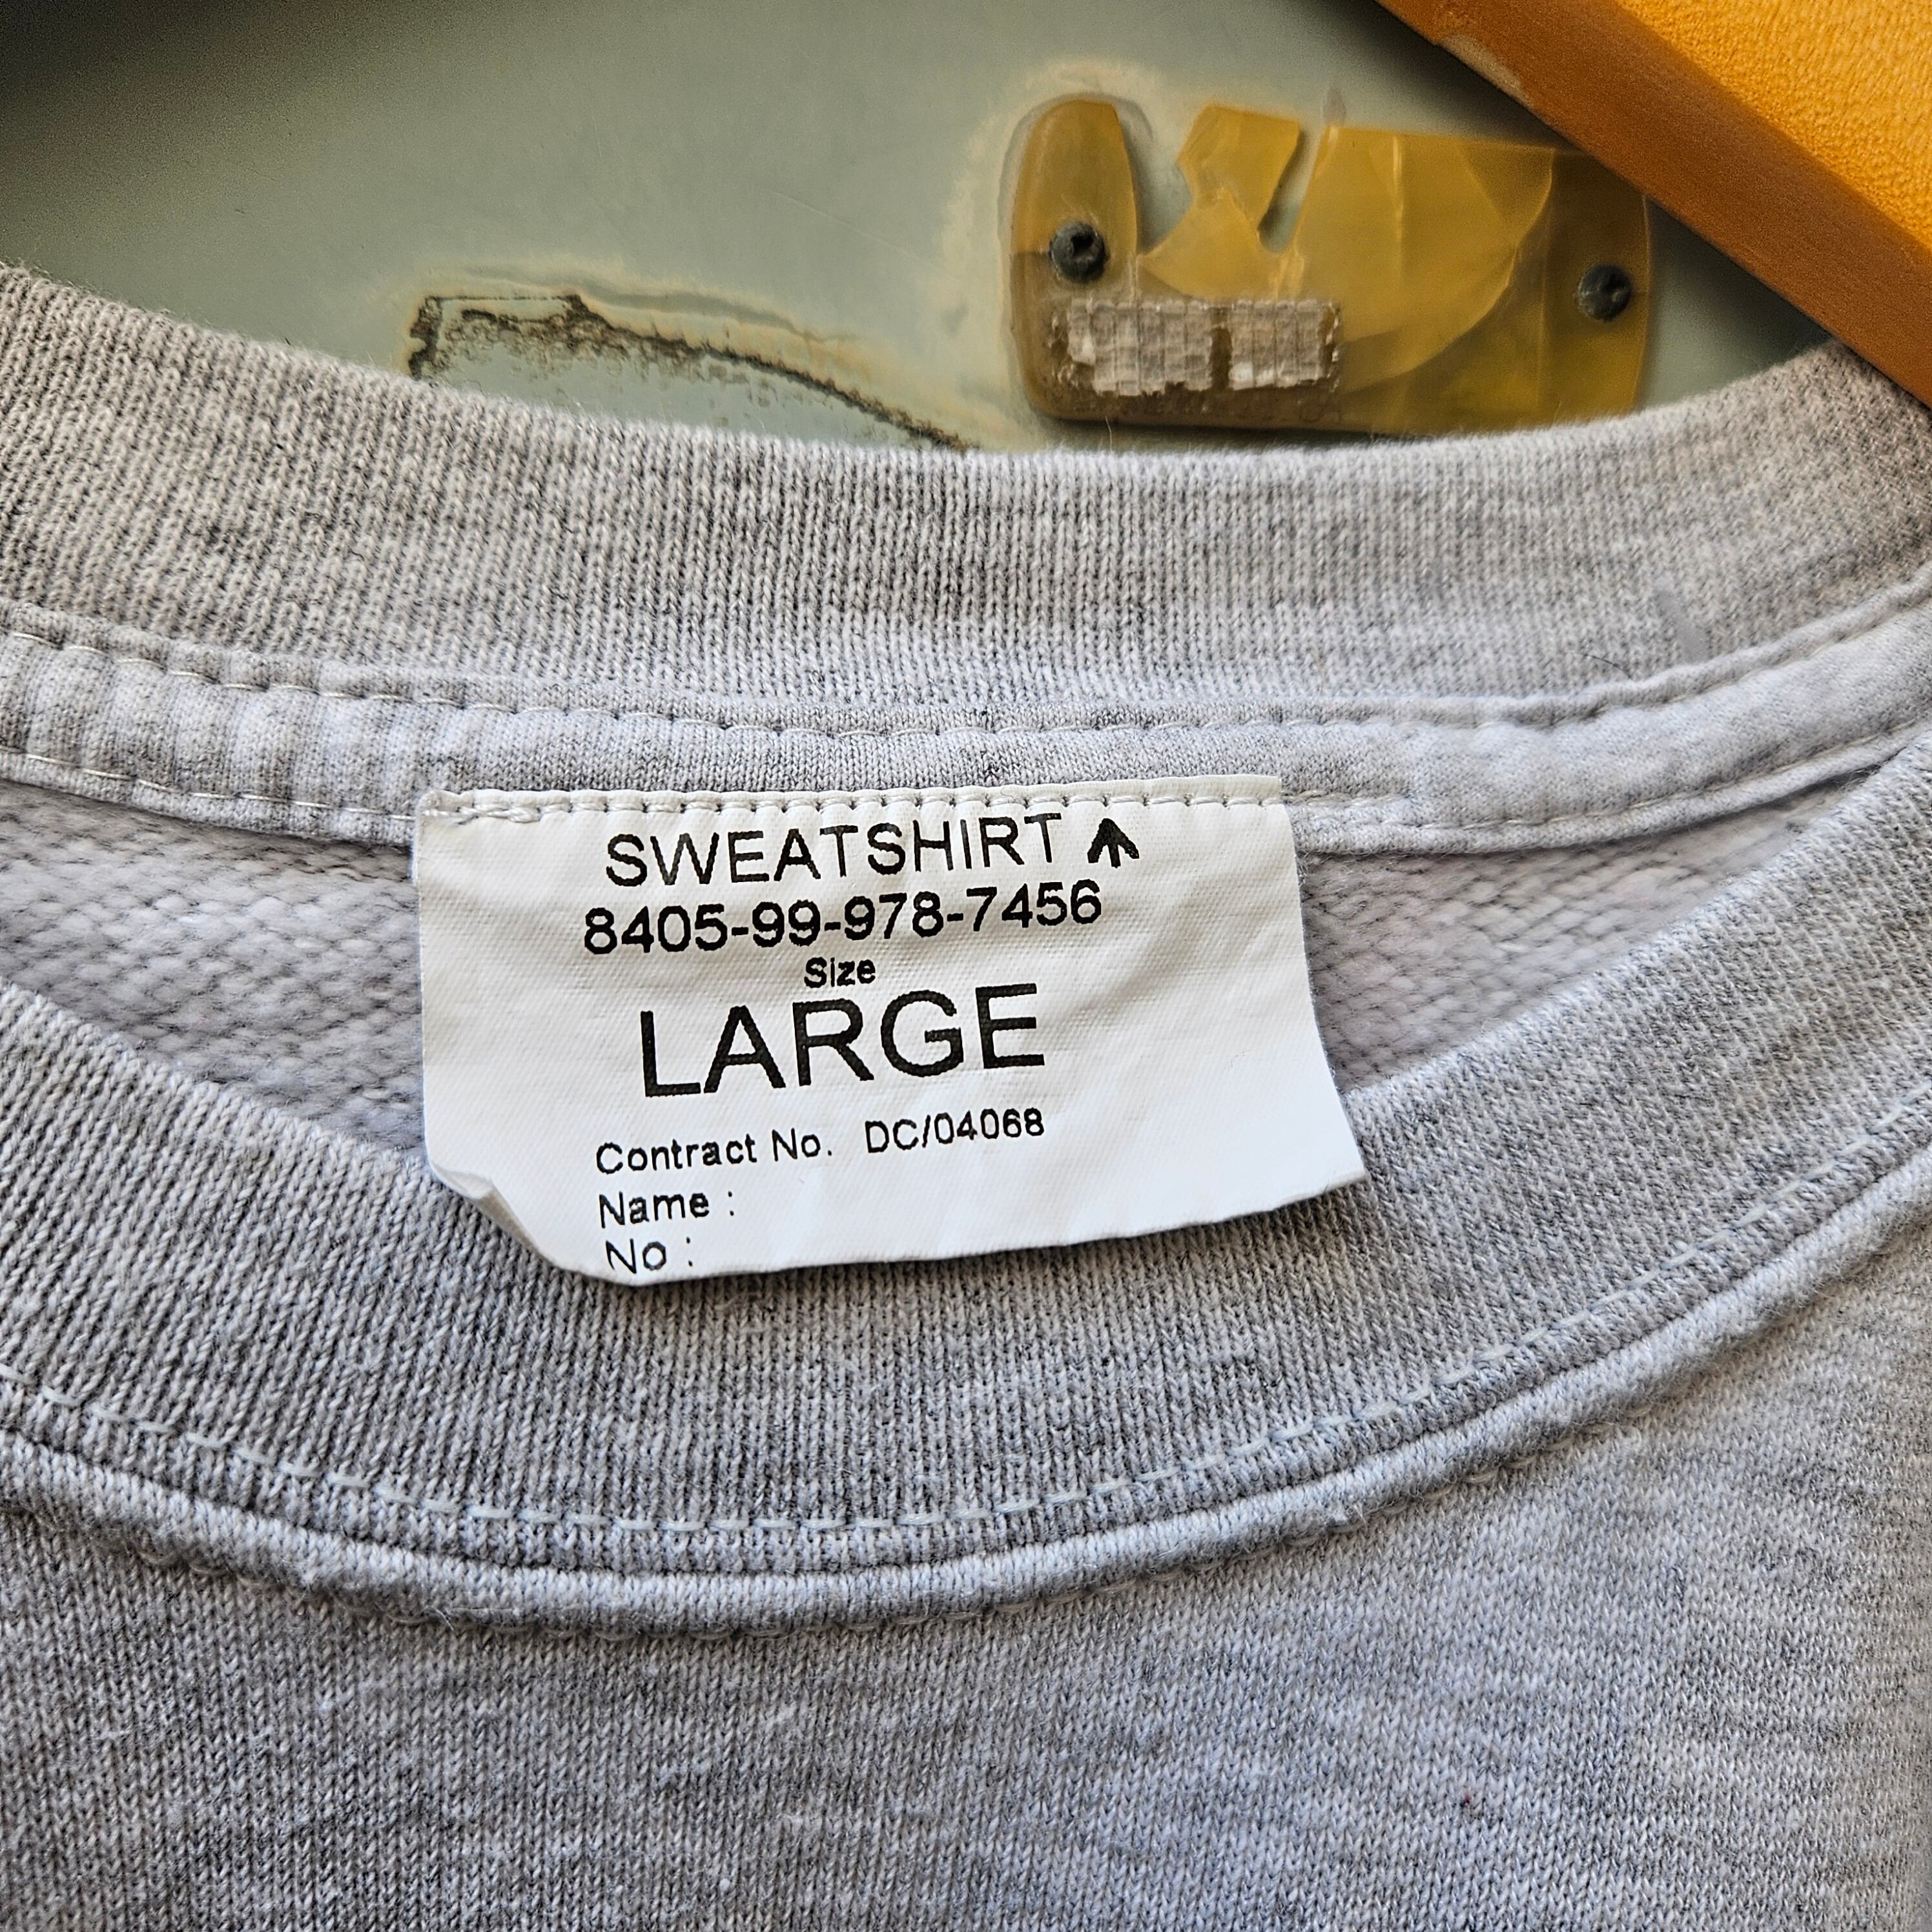 SWEATSHIRT
8405-99-978-7456
Size
LARGE
Contract No. DC/04068
Name :
No :